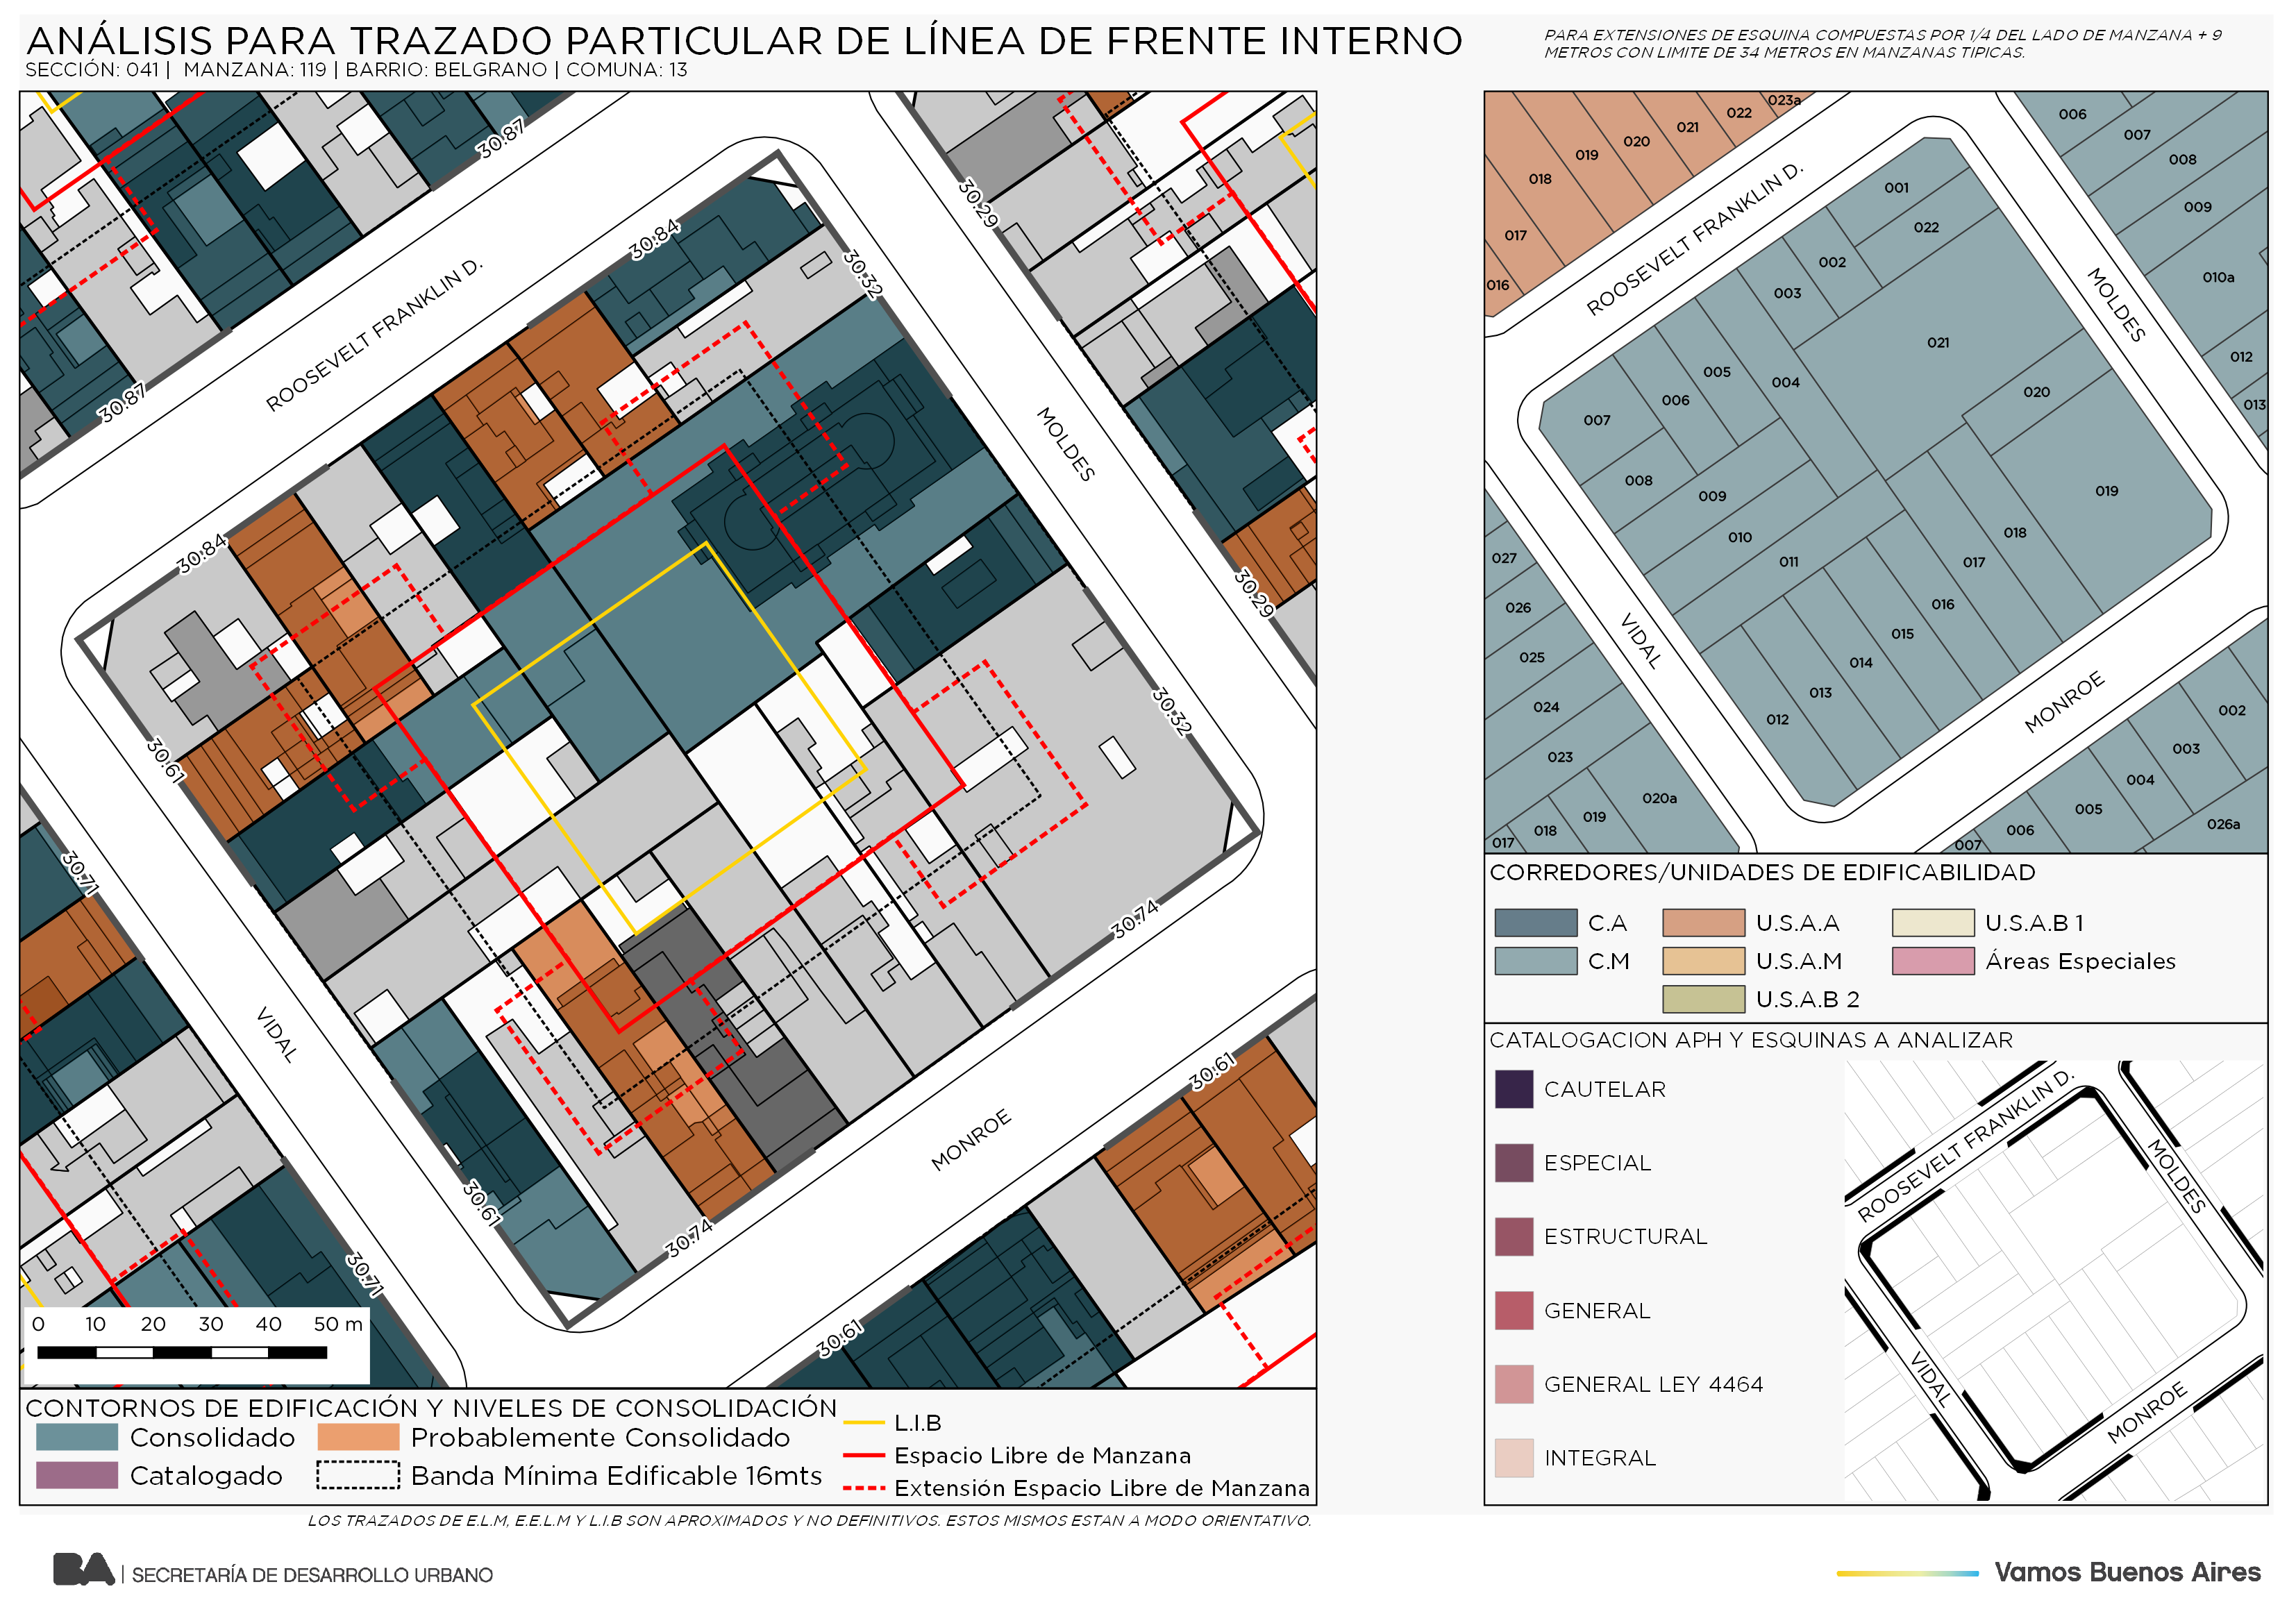 ANÁLISIS PARA TRAZADO PARTICULAR DE LÍNEA DE FRENTE INTERNO
SECCIÓN: 041 | MANZANA: 119 | BARRIO: BELGRANO | COMUNA: 13
PARA EXTENSIONES DE ESQUINA COMPUESTAS POR 1/4 DEL LADO DE MANZANA + 9
METROS CON LIMITE DE 34 METROS EN MANZANAS TIPICAS.
30.87
30.87
30.84
30.84
30.32
30.32
30.29
30.29
30.61
30.61
30.71
30.71
30.74
30.74
30.61
30.61
ROOSEVELT FRANKLIN D.
MOLDES
VIDAL
MONROE
0 10 20 30 40 50 m
CONTORNOS DE EDIFICACIÓN Y NIVELES DE CONSOLIDACIÓN
Consolidado
Probablemente Consolidado
Catalogado
Banda Mínima Edificable 16mts
L.I.B
Espacio Libre de Manzana
Extensión Espacio Libre de Manzana
LOS TRAZADOS DE E.L.M, E.E.L.M Y L.I.B SON APROXIMADOS Y NO DEFINITIVOS. ESTOS MISMOS ESTAN A MODO ORIENTATIVO.
023a
022
021
020
019
018
017
016
006
007
008
009
010a
012
013
ROOSEVELT FRANKLIN D.
MOLDES
VIDAL
MONROE
001
022
002
003
021
005
004
006
007
020
008
009
019
010
018
011
017
016
015
014
013
012
027
026
025
024
023
020a
019
018
017
002
003
004
005
006
007
026a
CORREDORES/UNIDADES DE EDIFICABILIDAD
C.A
U.S.A.A
U.S.A.B 1
C.M
U.S.A.M
Áreas Especiales
U.S.A.B 2
CATALOGACION APH Y ESQUINAS A ANALIZAR
CAUTELAR
ESPECIAL
ESTRUCTURAL
GENERAL
GENERAL LEY 4464
INTEGRAL
ROOSEVELT FRANKLIN D.
MOLDES
VIDAL
MONROE
BA | SECRETARÍA DE DESARROLLO URBANO
Vamos Buenos Aires